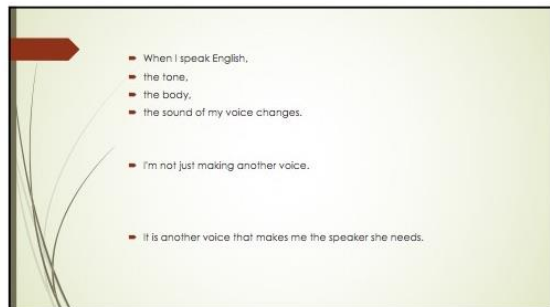 When I speak English,
the tone,
the body,
the sound of my voice changes.
I'm not just making another voice.
It is another voice that makes me the speaker she needs.